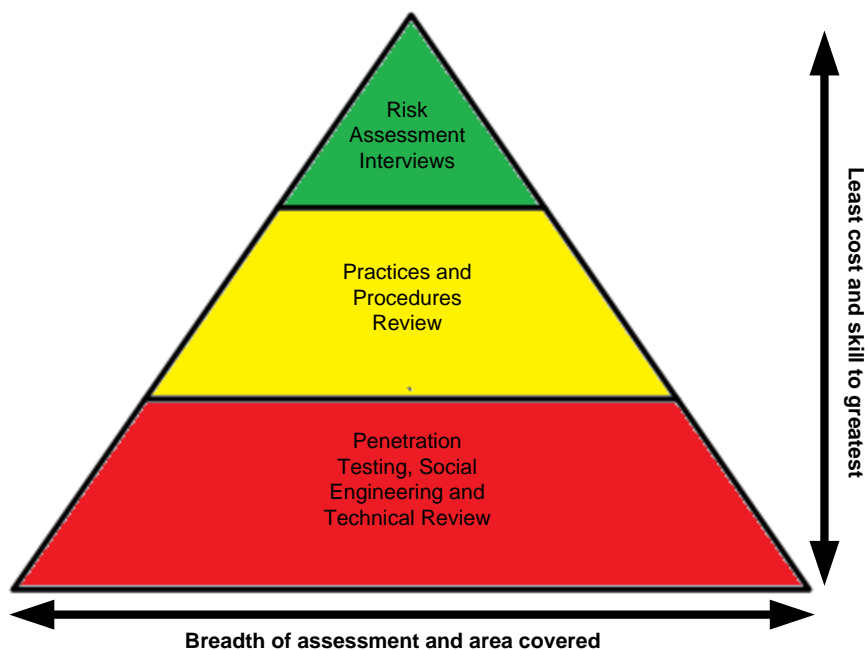 Risk
Assessment
Interviews
Practices and
Procedures
Review
Penetration
Testing, Social
Engineering and
Technical Review
Least cost and skill to greatest
Breadth of assessment and area covered